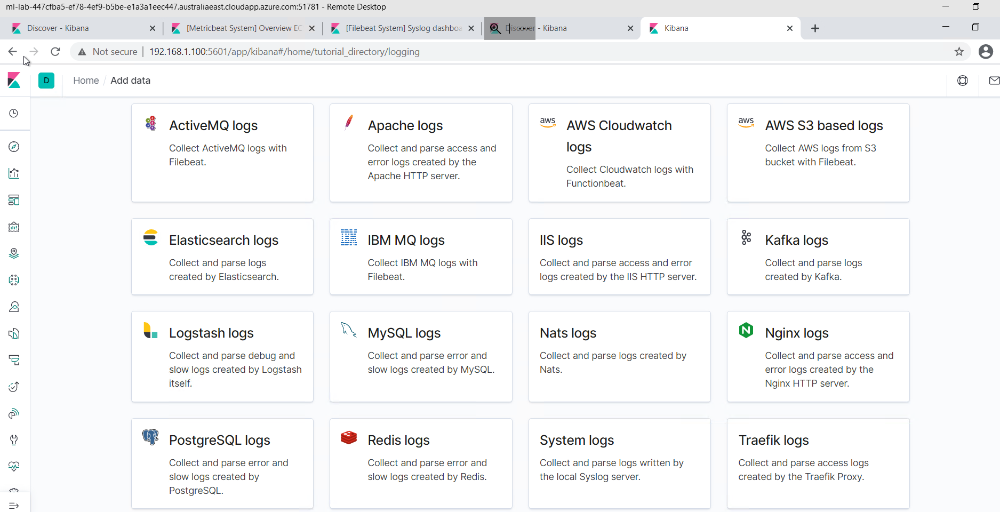 ml-lab-447cfba5-ef78-4ef9-b5be-e1a3a1eec447.australiaeast.cloudapp.azure.com:51781 - Remote Desktop
Discover - Kibana
[Metricbeat System] Overview EC
[Filebeat System] Syslog dashboa
Discover - Kibana
Kibana
Not secure
192.168.1.100:5601/app/kibana#/home/tutorial_directory/logging
D
Home / Add data
ActiveMQ logs
Collect ActiveMQ logs with
Filebeat.
Apache logs
Collect and parse access and
error logs created by the
Apache HTTP server.
aws
AWS Cloudwatch
logs
Collect Cloudwatch logs with
Functionbeat.
aws
AWS S3 based logs
Collect AWS logs from S3
bucket with Filebeat.
Elasticsearch logs
Collect and parse logs
created by Elasticsearch.
IBM
IBM MQ logs
Collect IBM MQ logs with
Filebeat.
IIS logs
Collect and parse access and error
logs created by the IIS HTTP server.
Kafka logs
Collect and parse logs
created by Kafka.
Logstash logs
Collect and parse debug and
slow logs created by Logstash
itself.
MySQL logs
Collect and parse error and
slow logs created by MySQL.
Nats logs
Collect and parse logs created by
Nats.
N
Nginx logs
Collect and parse access and
error logs created by the
Nginx HTTP server.
PostgreSQL logs
Collect and parse error and
slow logs created by
PostgreSQL.
Redis logs
Collect and parse error and
slow logs created by Redis.
System logs
Collect and parse logs written by
the local Syslog server.
Traefik logs
Collect and parse access logs
created by the Traefik Proxy.